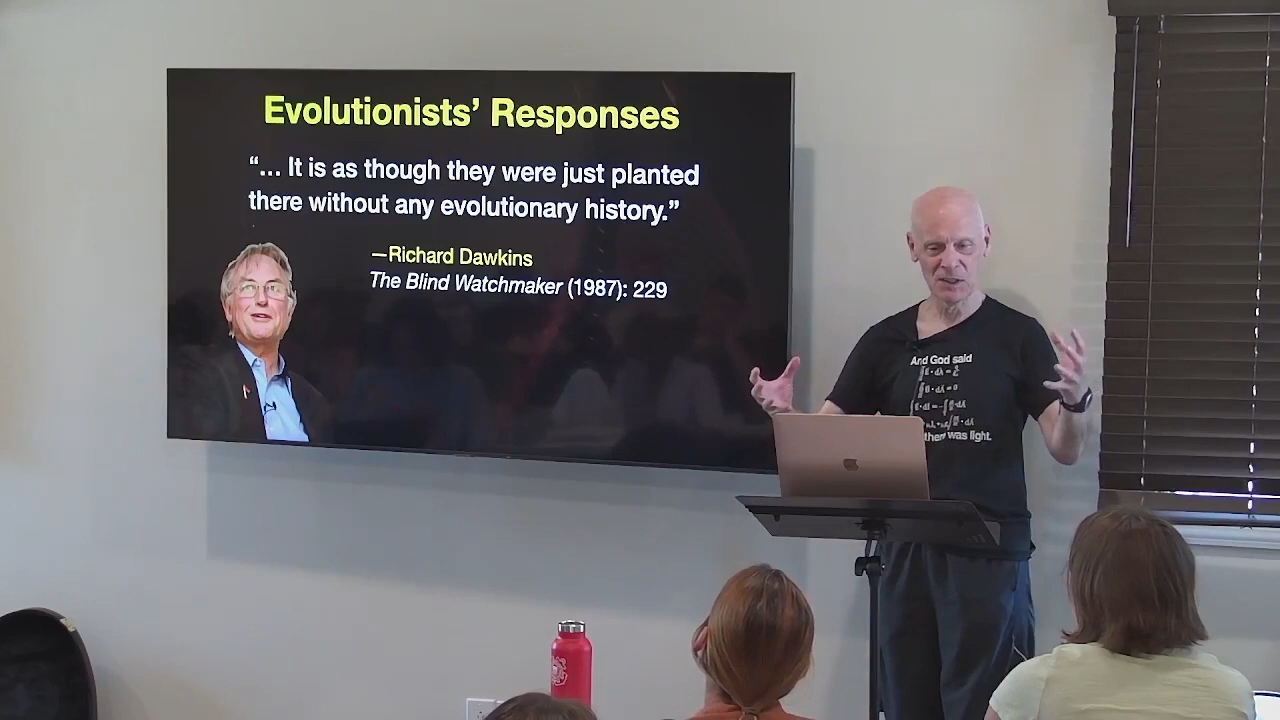 Evolutionists’ Responses
“... It is as though they were just planted
there without any evolutionary history.”
—Richard Dawkins
The Blind Watchmaker (1987): 229
And God said
there was light.